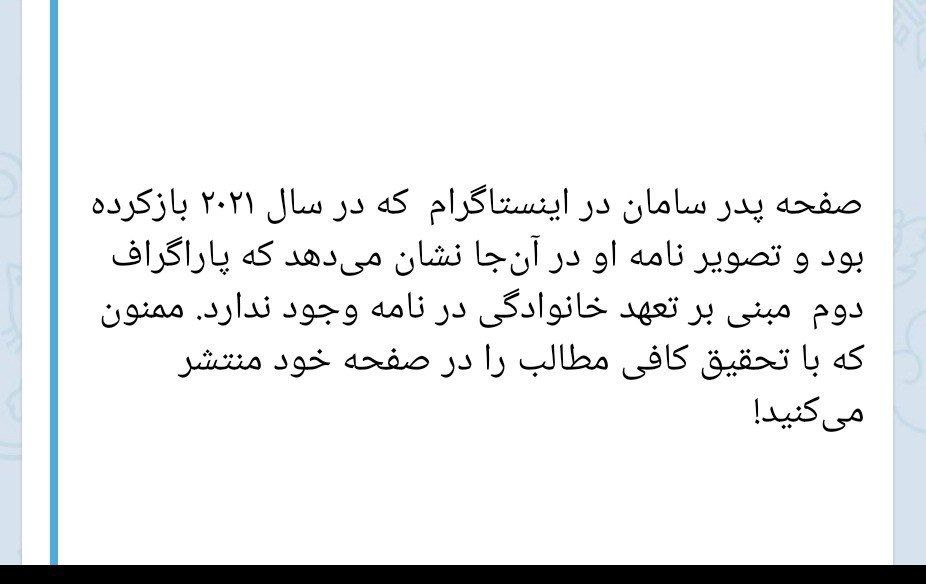 صفحه پدر سامان در اینستاگرام  که در سال ۲۰۲۱ بازکرده
بود و تصویر نامه او در آن‌جا نشان می‌دهد که پاراگراف
دوم  مبنی بر تعهد خانوادگی در نامه وجود ندارد. ممنون
که با تحقیق کافی مطالب را در صفحه خود منتشر
می‌کنید!